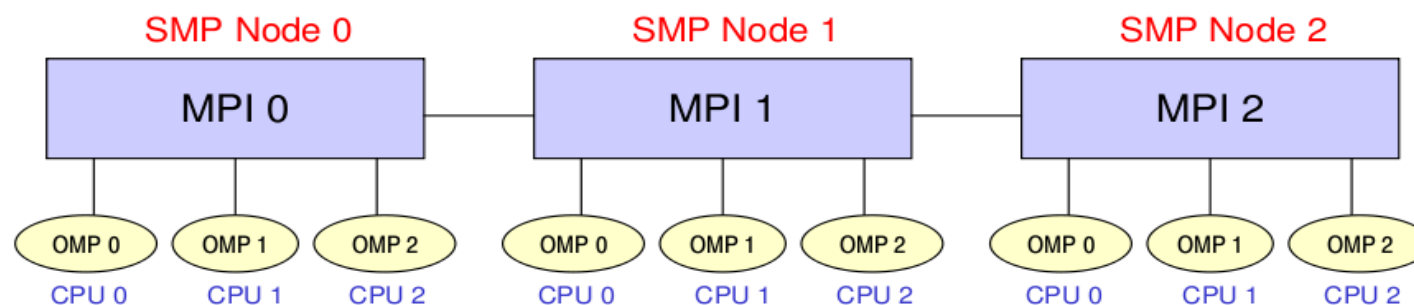 SMP Node 0 SMP Node 1 SMP Node 2
MPI 0 MPI 1 MPI 2
OMP 0 OMP 1 OMP 2 OMP 0 OMP 1 OMP 2 OMP 0 OMP 1 OMP 2
CPU 0 CPU 1 CPU 2 CPU 0 CPU 1 CPU 2 CPU 0 CPU 1 CPU 2